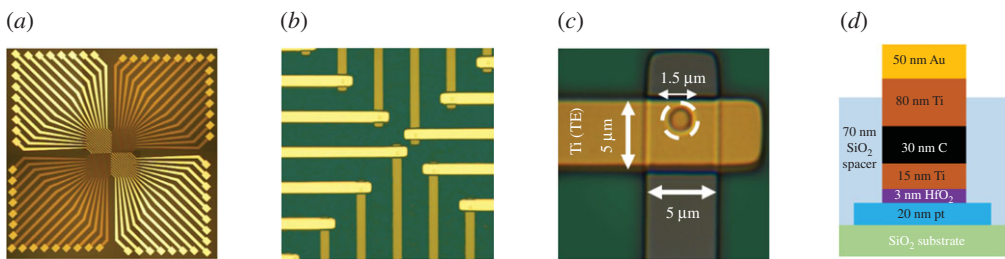 (a)
(b)
(c)
(d)
1.5 µm
Ti (TE)
5 µm
5 µm
50 nm Au
80 nm Ti
70 nm
SiO₂
spacer
30 nm C
15 nm Ti
3 nm HfO₂
20 nm pt
SiO₂ substrate